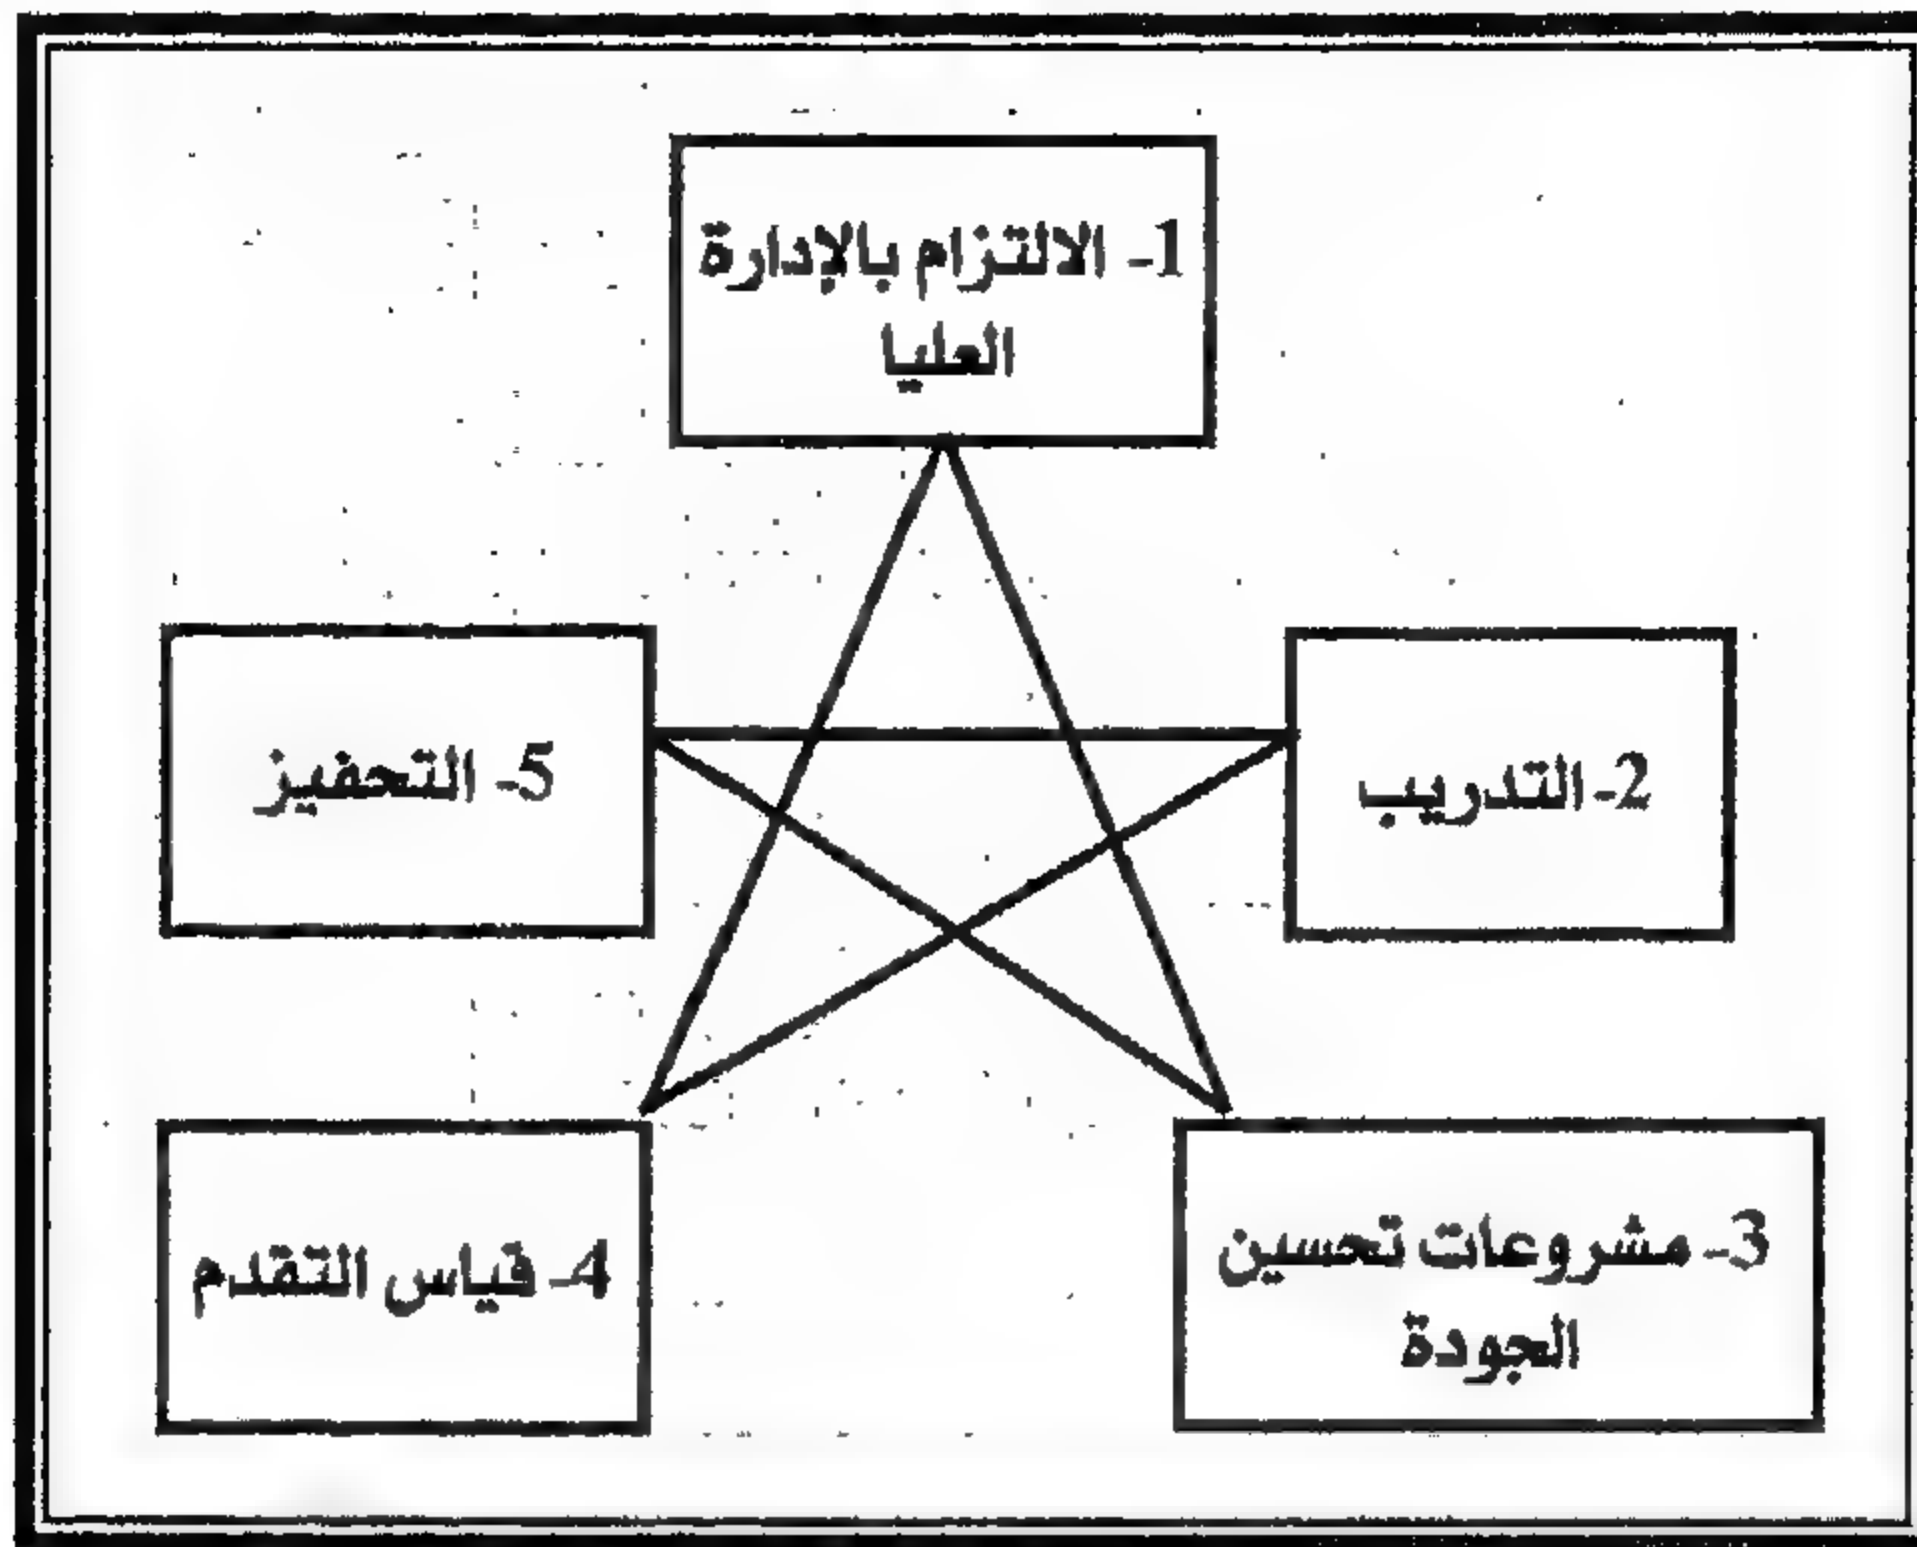 1- الالتزام بالإدارة
العليا
2- التدريب
3- مشروعات تحسين
الجودة
4- قياس التقدم
5- التحفيز